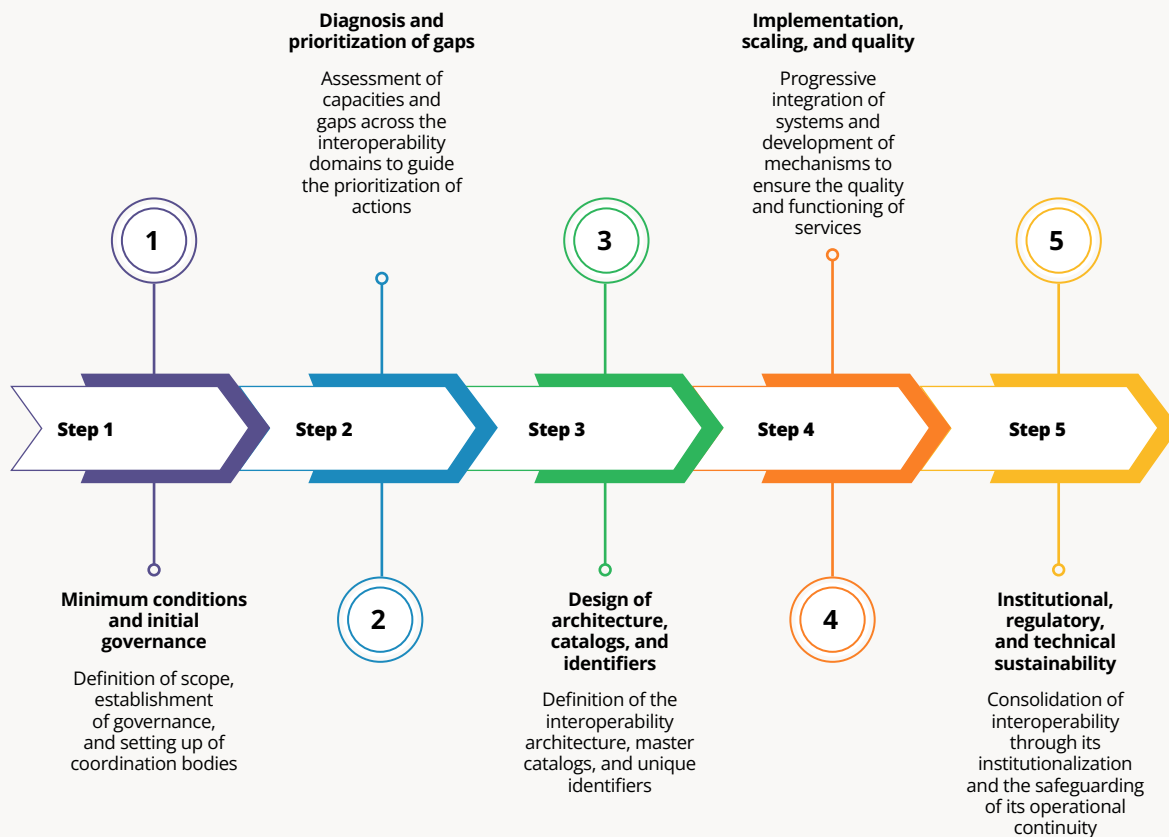 Diagnosis and
prioritization of gaps
Assessment of
capacities and
gaps across the
interoperability
domains to guide
the prioritization of
actions
Implementation,
scaling, and quality
Progressive
integration of
systems and
development of
mechanisms to
ensure the quality
and functioning of
services
1
3
5
Step 1
Step 2
Step 3
Step 4
Step 5
Minimum conditions
and initial
governance
Definition of scope,
establishment
of governance,
and setting up of
coordination bodies
2
Design of
architecture,
catalogs, and
identifiers
Definition of the
interoperability
architecture, master
catalogs, and unique
identifiers
4
Institutional,
regulatory,
and technical
sustainability
Consolidation of
interoperability
through its
institutionalization
and the safeguarding
of its operational
continuity